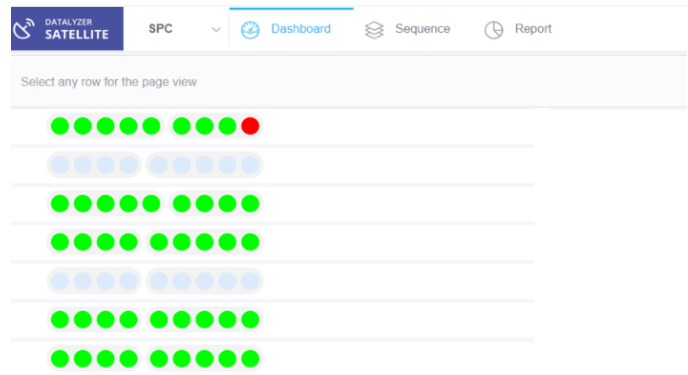 DATALYZER
SATELLITE
SPC
Dashboard
Sequence
Report
Select any row for the page view